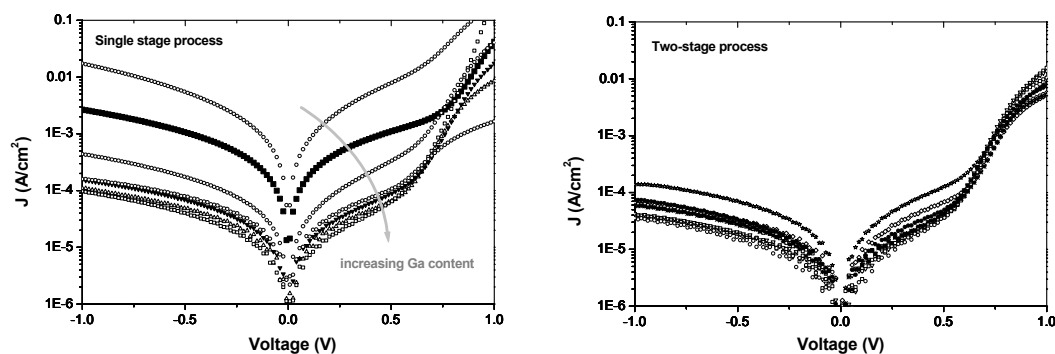 0.1
Single stage process
0.01
1E-3
1E-4
1E-5
1E-6
J (A/cm²)
increasing Ga content
-1.0 -0.5 0.0 0.5 1.0
Voltage (V)
0.1
Two-stage process
0.01
1E-3
1E-4
1E-5
1E-6
J (A/cm²)
-1.0 -0.5 0.0 0.5 1.0
Voltage (V)